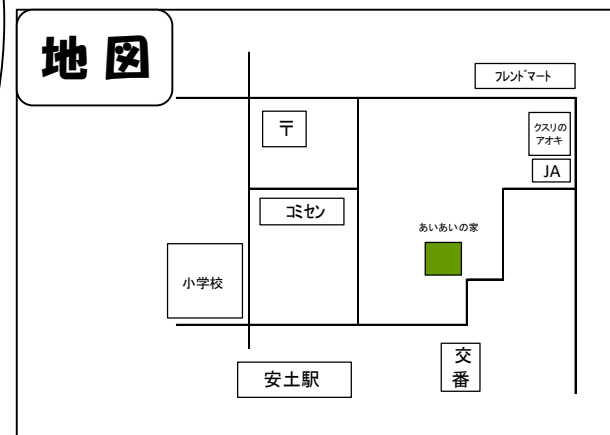 地図
フレンドマート
〒
クスリの
アオキ
JA
コミセン
あいあいの家
小学校
安土駅
交
番